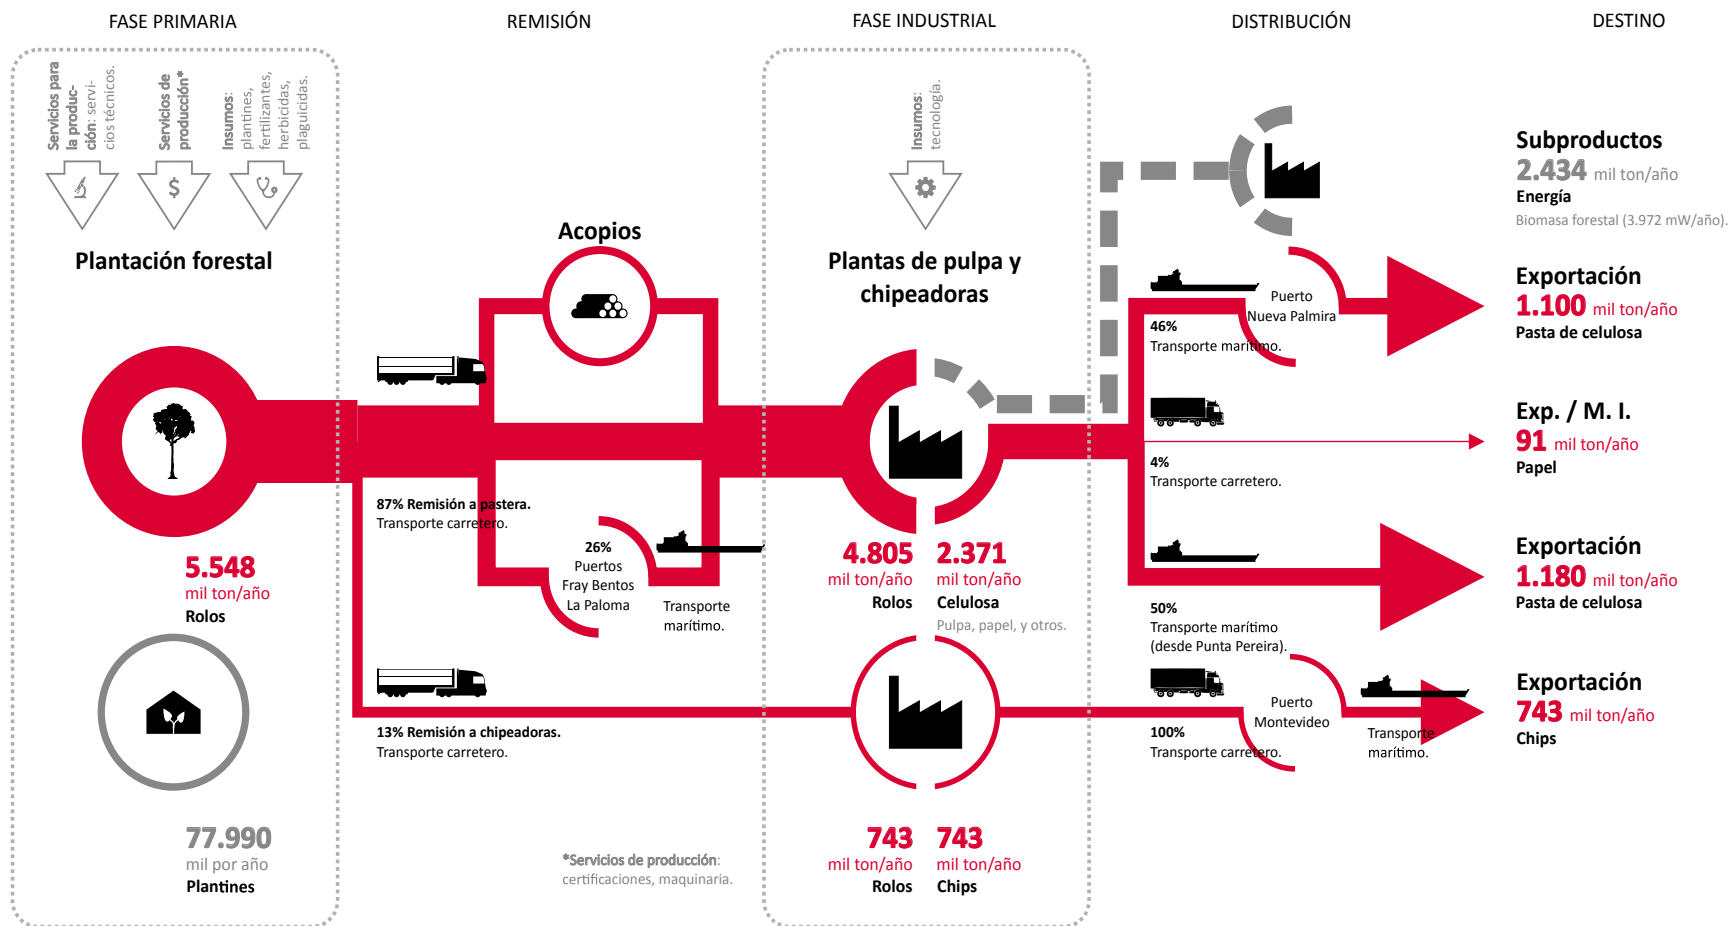 FASE PRIMARIA
REMISIÓN
FASE INDUSTRIAL
DISTRIBUCIÓN
DESTINO
Servicios para
la produc-
ción: servi-
cios técnicos.
Servicios de
producción*
Insumos:
plantines,
fertilizantes,
herbicidas,
plaguicidas.
Plantación forestal
5.548
mil ton/año
Rolos
77.990
mil por año
Plantines
Acopios
87% Remisión a pastera.
Transporte carretero.
26%
Puertos
Fray Bentos
La Paloma
Transporte
marítimo.
13% Remisión a chipeadoras.
Transporte carretero.
*Servicios de producción:
certificaciones, maquinaria.
Insumos:
tecnología.
Plantas de pulpa y
chipeadoras
4.805
mil ton/año
Rolos
2.371
mil ton/año
Celulosa
Pulpa, papel, y otros.
743
mil ton/año
Rolos
743
mil ton/año
Chips
Puerto
Nueva Palmira
46%
Transporte marítimo.
4%
Transporte carretero.
50%
Transporte marítimo
(desde Punta Pereira).
Puerto
Montevideo
100%
Transporte carretero.
Transporte
marítimo.
Subproductos
2.434 mil ton/año
Energía
Biomasa forestal (3.972 mW/año).
Exportación
1.100 mil ton/año
Pasta de celulosa
Exp. / M. I.
91 mil ton/año
Papel
Exportación
1.180 mil ton/año
Pasta de celulosa
Exportación
743 mil ton/año
Chips